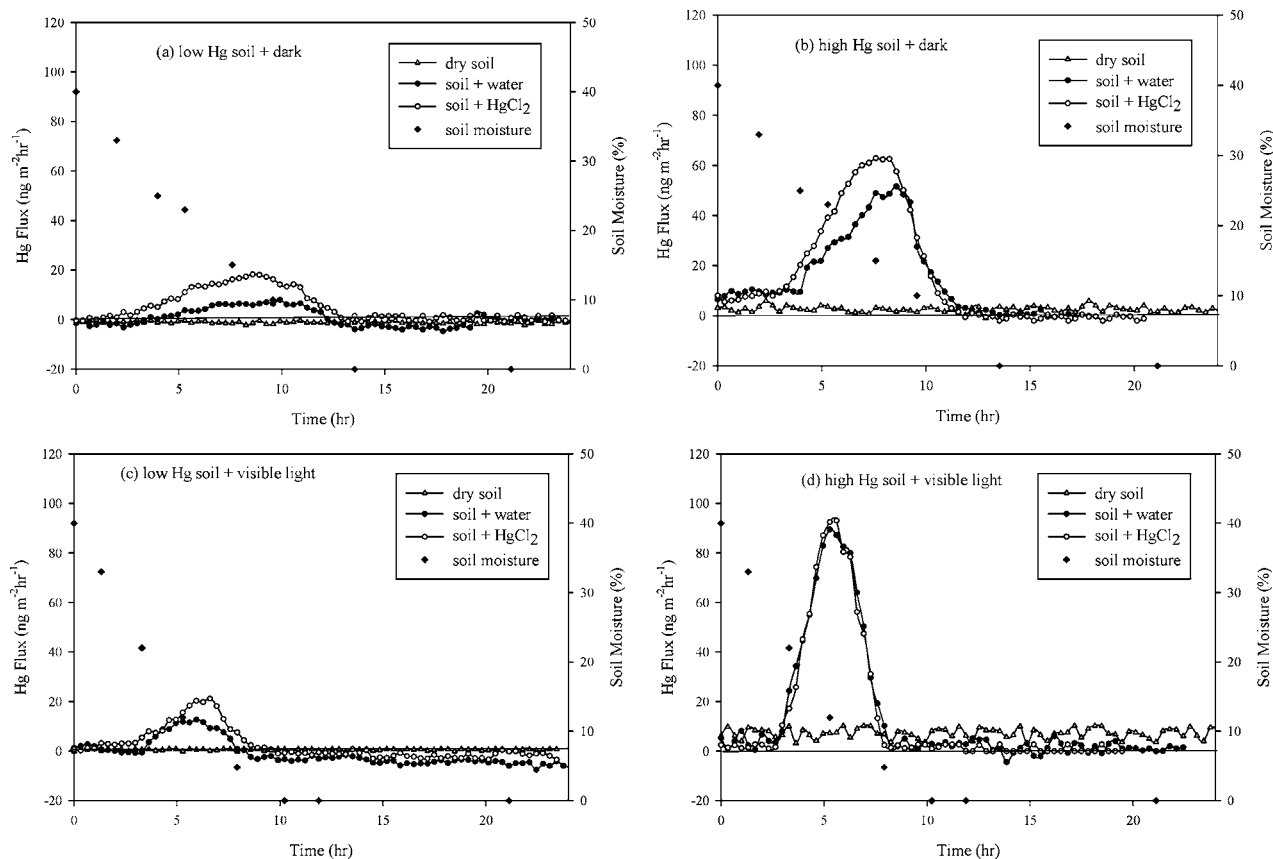 (a) low Hg soil + dark
dry soil
soil + water
soil + HgCl2
soil moisture
Hg Flux (ng m-2hr-1)
120
100
80
60
40
20
0
-20
Soil Moisture (%)
50
40
30
20
10
0
0 5 10 15 20
Time (hr)
(b) high Hg soil + dark
dry soil
soil + water
soil + HgCl2
soil moisture
Hg Flux (ng m-2hr-1)
120
100
80
60
40
20
0
-20
Soil Moisture (%)
50
40
30
20
10
0
0 5 10 15 20
Time (hr)
(c) low Hg soil + visible light
dry soil
soil + water
soil + HgCl2
soil moisture
Hg Flux (ng m-2hr-1)
120
100
80
60
40
20
0
-20
Soil Moisture (%)
50
40
30
20
10
0
0 5 10 15 20
Time (hr)
(d) high Hg soil + visible light
dry soil
soil + water
soil + HgCl2
soil moisture
Hg Flux (ng m-2hr-1)
120
100
80
60
40
20
0
-20
Soil Moisture (%)
50
40
30
20
10
0
0 5 10 15 20
Time (hr)